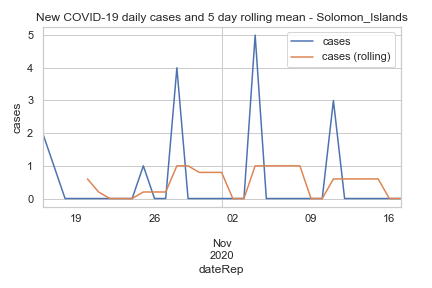 New COVID-19 daily cases and 5 day rolling mean - Solomon_Islands
cases
cases (rolling)
cases
5
4
3
2
1
0
19 26 02 09 16
Nov
2020
dateRep